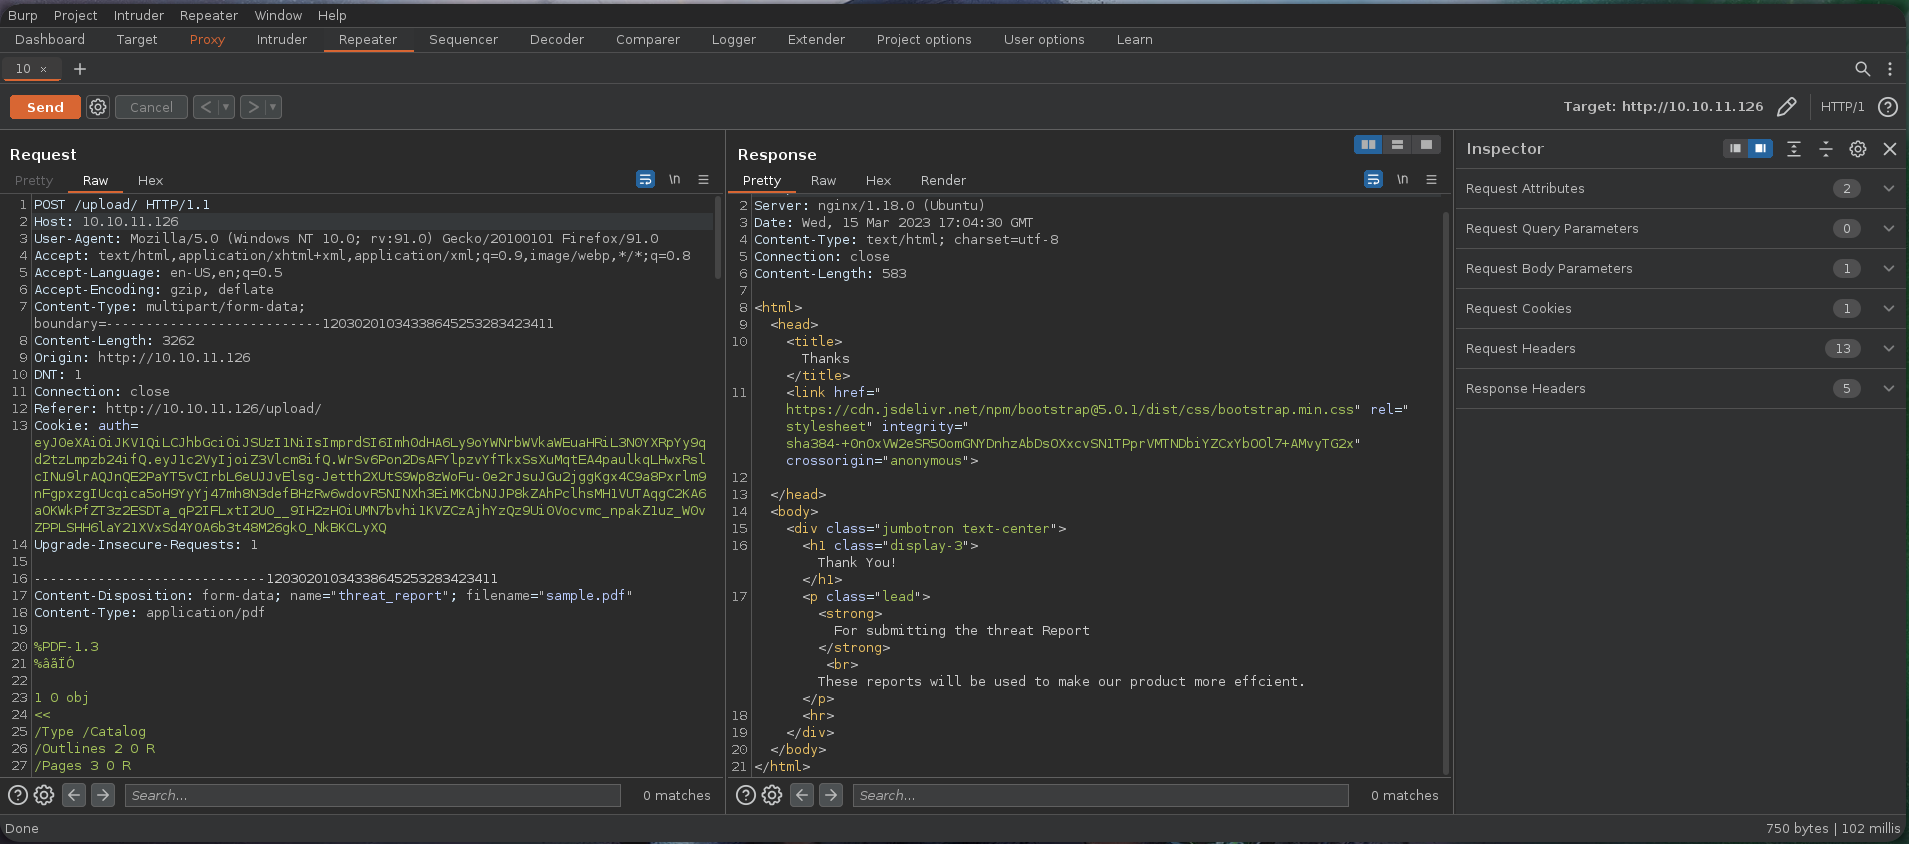 Burp Project Intruder Repeater Window Help
Dashboard Target Proxy Intruder Repeater Sequencer Decoder Comparer Logger Extender Project options User options Learn
10 × +
Send Cancel < > Target: http://10.10.11.126 HTTP/1
Request
Pretty Raw Hex \n
1 POST /upload/ HTTP/1.1
2 Host: 10.10.11.126
3 User-Agent: Mozilla/5.0 (Windows NT 10.0; rv:91.0) Gecko/20100101 Firefox/91.0
4 Accept: text/html,application/xhtml+xml,application/xml;q=0.9,image/webp,*/*;q=0.8
5 Accept-Language: en-US,en;q=0.5
6 Accept-Encoding: gzip, deflate
7 Content-Type: multipart/form-data;
boundary=---------------------------12030201034338645253283423411
8 Content-Length: 3262
9 Origin: http://10.10.11.126
10 DNT: 1
11 Connection: close
12 Referer: http://10.10.11.126/upload/
13 Cookie: auth=
14 Upgrade-Insecure-Requests: 1
15
16 -----------------------------12030201034338645253283423411
17 Content-Disposition: form-data; name="threat_report"; filename="sample.pdf"
18 Content-Type: application/pdf
19
20 %PDF-1.3
21 %âãÏÓ
22
23 1 0 obj
24 <<
25 /Type /Catalog
26 /Outlines 2 0 R
27 /Pages 3 0 R
Search... 0 matches
Response
Pretty Raw Hex Render \n
2 Server: nginx/1.18.0 (Ubuntu)
3 Date: Wed, 15 Mar 2023 17:04:30 GMT
4 Content-Type: text/html; charset=utf-8
5 Connection: close
6 Content-Length: 583
7
8 <html>
9 <head>
10 <title>
Thanks
</title>
11 <link href="
https://cdn.jsdelivr.net/npm/bootstrap@5.0.1/dist/css/bootstrap.min.css" rel="
stylesheet" integrity="
sha384-+0n0xVW2eSR5OomGNYDnhzAbDsOXxcvSN1TPprVMTNDbiYZCxYbOOl7+AMvyTG2x"
crossorigin="anonymous">
12
13 </head>
14 <body>
15 <div class="jumbotron text-center">
16 <h1 class="display-3">
Thank You!
</h1>
17 <p class="lead">
<strong>
For submitting the threat Report
</strong>
<br>
These reports will be used to make our product more effcient.
</p>
18 <hr>
19 </div>
20 </body>
21 </html>
Search... 0 matches
Inspector
Request Attributes 2
Request Query Parameters 0
Request Body Parameters 1
Request Cookies 1
Request Headers 13
Response Headers 5
Done 750 bytes | 102 millis